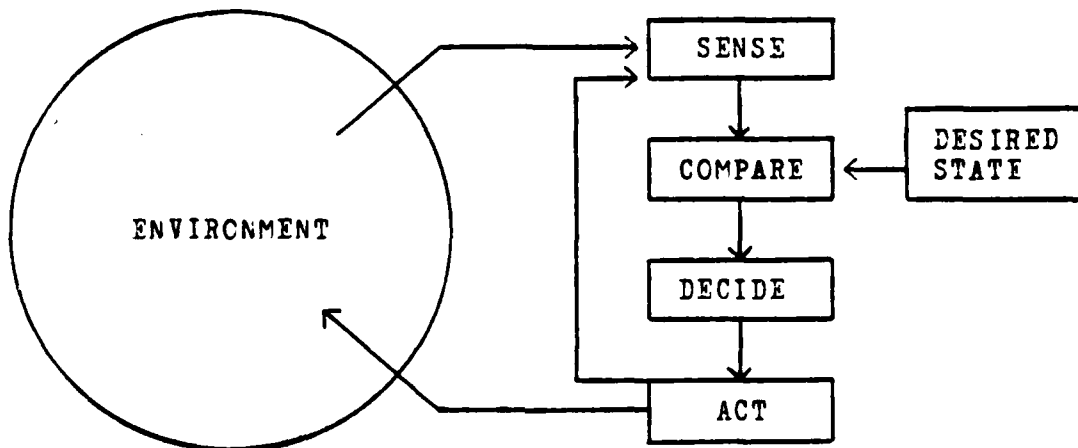 SENSE
DESIRED
STATE
COMPARE
ENVIRONMENT
DECIDE
ACT